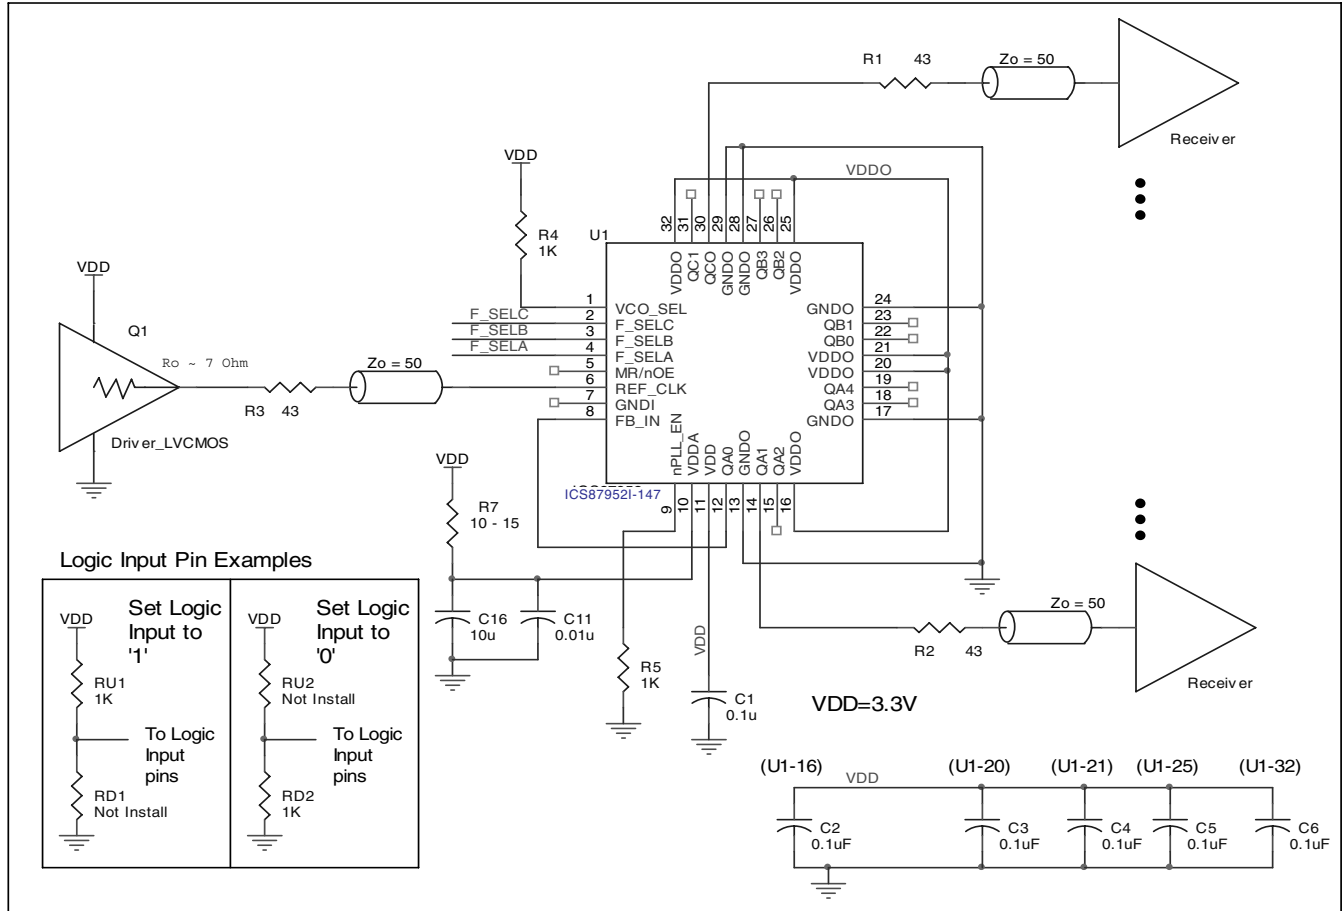 R1 43
Zo = 50
Receiver
VDD
R4
1K
U1
VDDO
32
31
30
29
28
27
26
25
VDDO
QC1
QC0
GNDO
GNDO
QB3
QB2
VDDO
1 VCO_SEL
F_SELC 2 F_SELC
F_SELB 3 F_SELB
F_SELA 4 F_SELA
5 MR/nOE
6 REF_CLK
7 GNDI
8 FB_IN
GNDO 24
QB1 23
QB0 22
VDDO 21
VDDO 20
QA4 19
QA3 18
GNDO 17
nPLL_EN
VDDA
VDD
QA0
GNDO
QA1
QA2
VDDO
9
10
11
12
13
14
15
16
ICS87952I-147
VDD
Q1
Ro ~ 7 Ohm
R3 43
Zo = 50
Driver_LVCMOS
VDD
R7
10 - 15
C16
10u
C11
0.01u
R5
1K
VDD
C1
0.1u
Zo = 50
R2 43
Receiver
VDD=3.3V
Logic Input Pin Examples
VDD
Set Logic
Input to
'1'
RU1
1K
To Logic
Input
pins
RD1
Not Install
VDD
Set Logic
Input to
'0'
RU2
Not Install
To Logic
Input
pins
RD2
1K
(U1-16) (U1-20) (U1-21) (U1-25) (U1-32)
VDD
C2
0.1uF
C3
0.1uF
C4
0.1uF
C5
0.1uF
C6
0.1uF